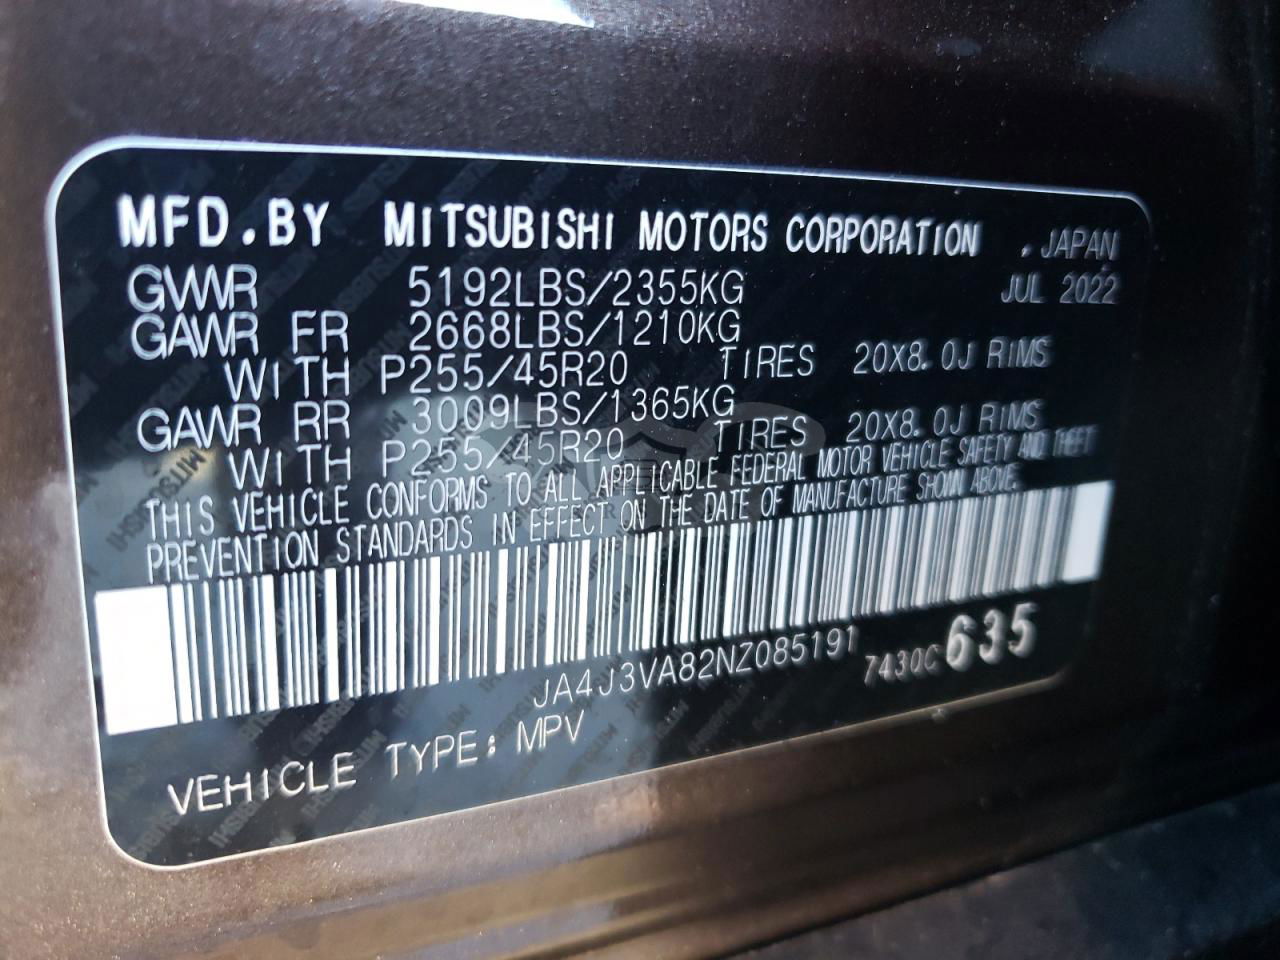 MFD.BY MITSUBISHI MOTORS CORPORATION , JAPAN
GVWR 5192LBS/2355KG JUL 2022
GAWR FR 2668LBS/1210KG
WITH P255/45R20 TIRES 20X8.0J RIMS
GAWR RR 3009LBS/1365KG
WITH P255/45R20 TIRES 20X8.0J RIMS
THIS VEHICLE CONFORMS TO ALL APPLICABLE FEDERAL MOTOR VEHICLE SAFETY AND THEFT
PREVENTION STANDARDS IN EFFECT ON THE DATE OF MANUFACTURE SHOWN ABOVE.
JA4J3VA82NZ085191 7430C 635
VEHICLE TYPE: MPV